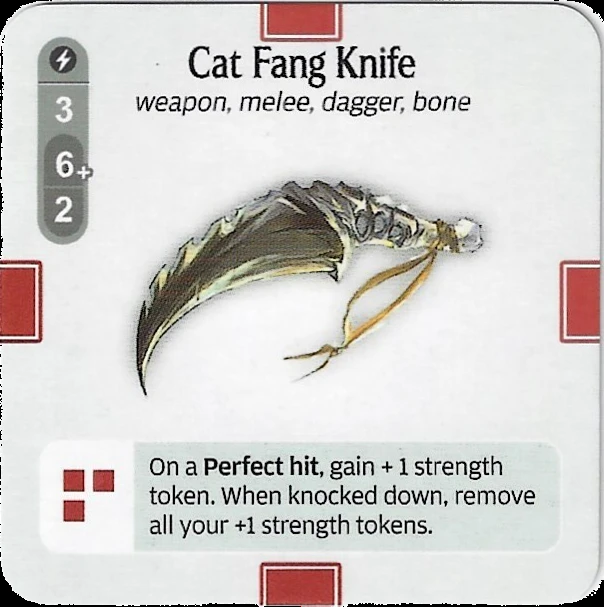 Cat Fang Knife
weapon, melee, dagger, bone
3
6+
2
On a Perfect hit, gain + 1 strength
token. When knocked down, remove
all your +1 strength tokens.